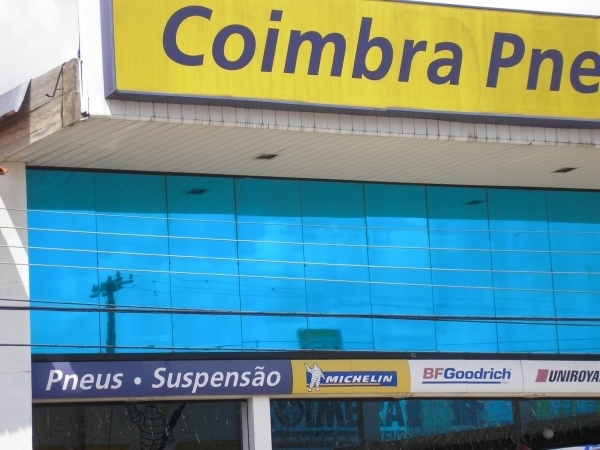 Coimbra Pne
Pneus · Suspensão MICHELIN BFGoodrich UNIROYA